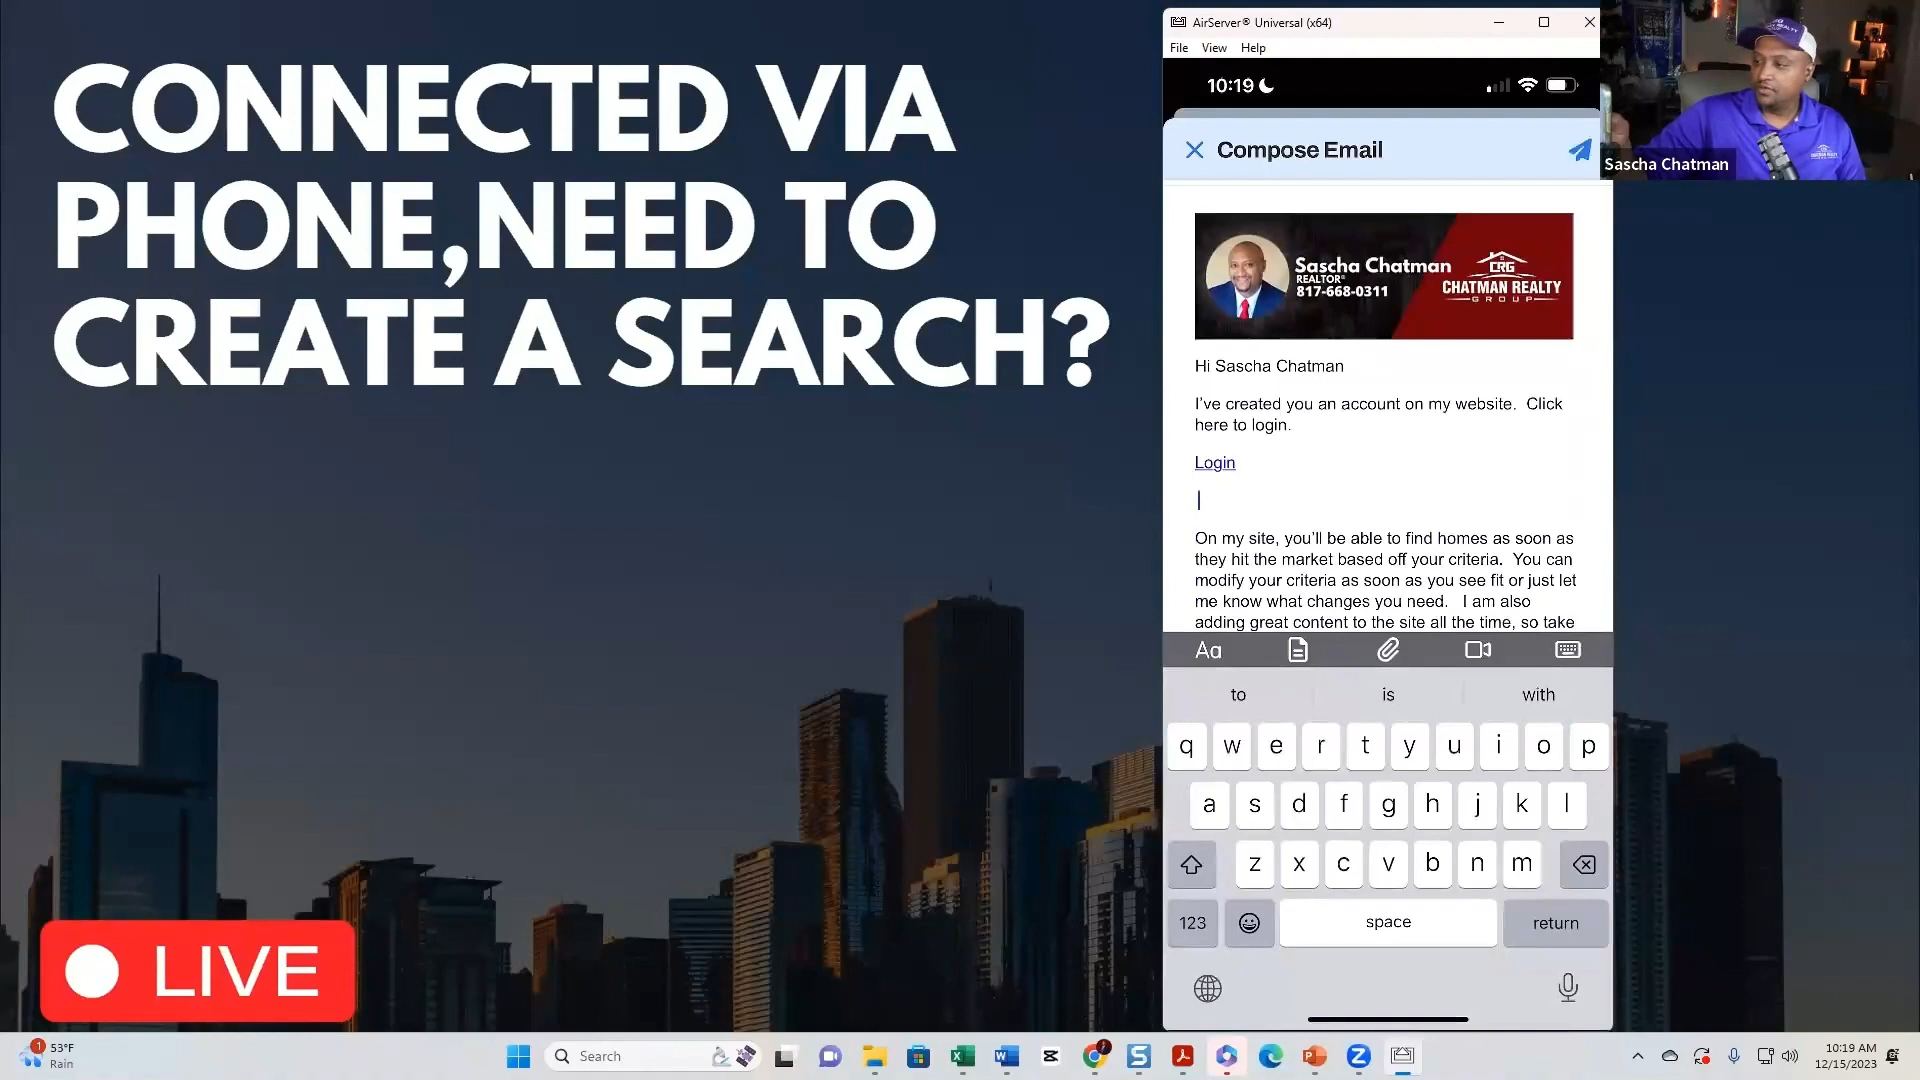 CONNECTED VIA
PHONE,NEED TO
CREATE A SEARCH?
LIVE
AirServer® Universal (x64)
File View Help
10:19
Compose Email
Sascha Chatman
REALTOR®
817-668-0311
CRG
CHATMAN REALTY
GROUP
Hi Sascha Chatman
I've created you an account on my website.  Click
here to login.
Login
On my site, you'll be able to find homes as soon as
they hit the market based off your criteria.  You can
modify your criteria as soon as you see fit or just let
me know what changes you need.   I am also
adding great content to the site all the time, so take
Aa
to is with
q w e r t y u i o p
a s d f g h j k l
z x c v b n m
123 space return
Sascha Chatman
1
53°F
Rain
Search
10:19 AM
12/15/2023